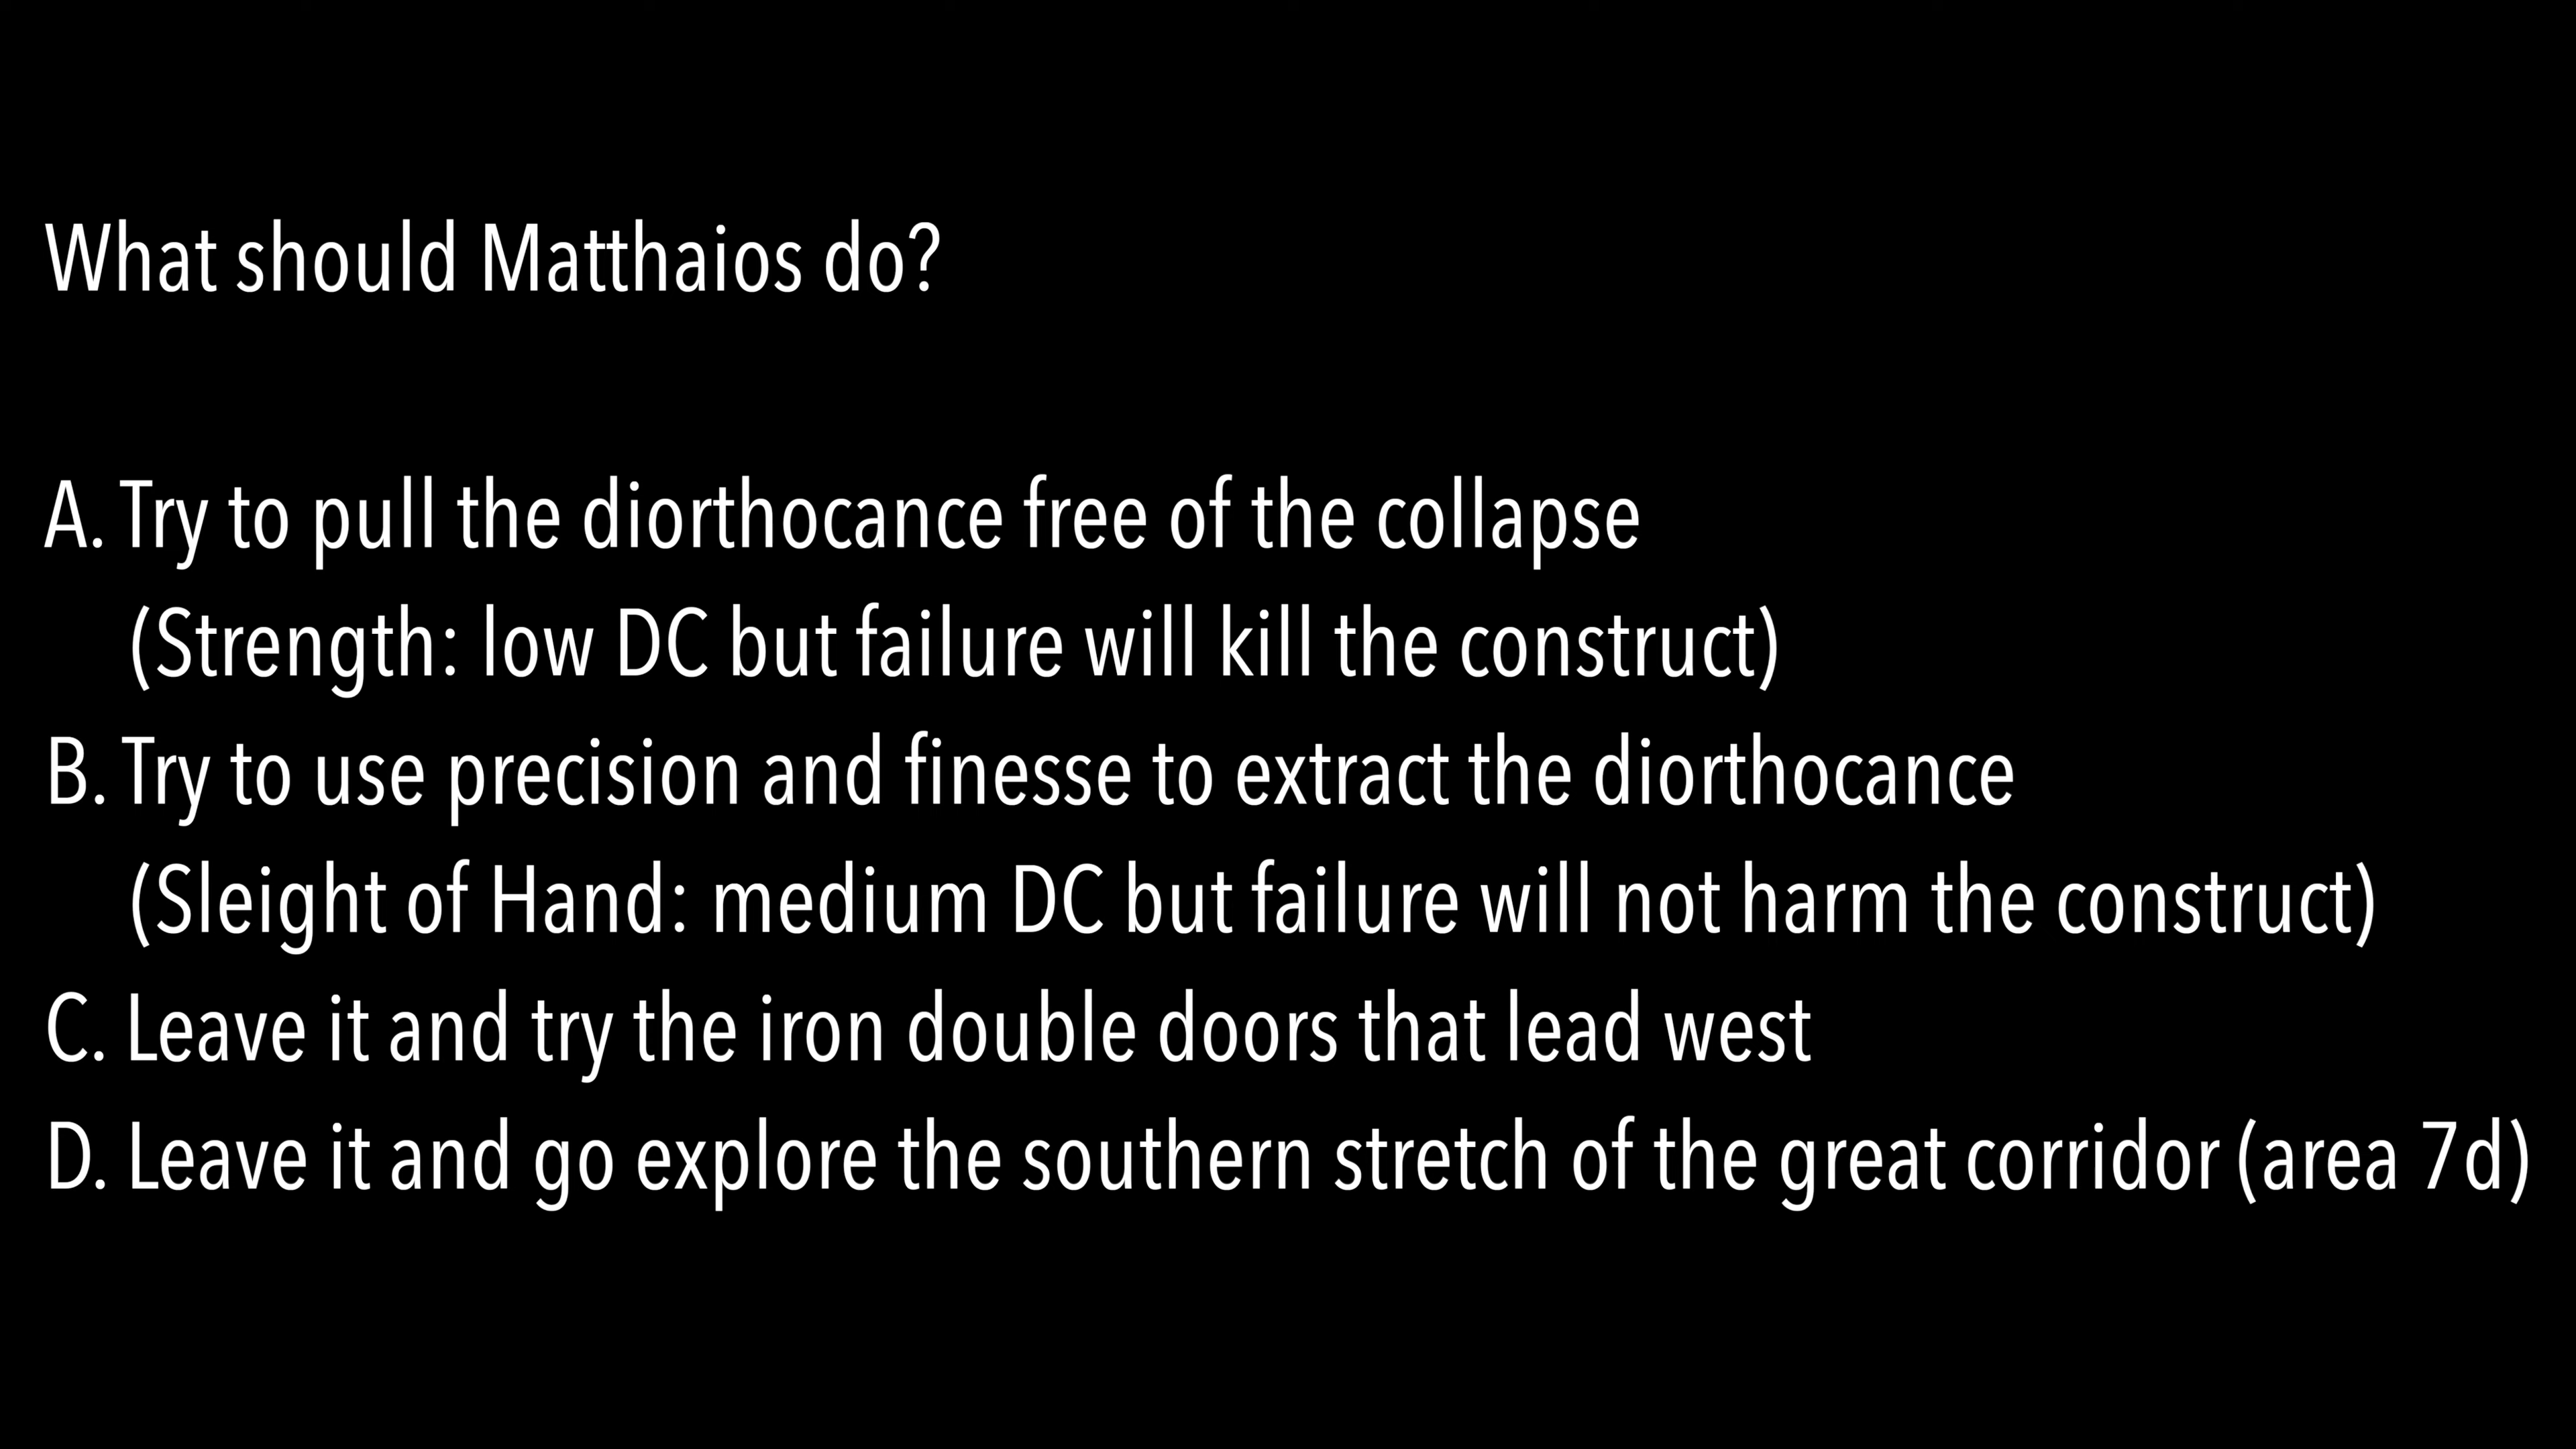 What should Matthaios do?
A. Try to pull the diorthocance free of the collapse
(Strength: low DC but failure will kill the construct)
B. Try to use precision and finesse to extract the diorthocance
(Sleight of Hand: medium DC but failure will not harm the construct)
C. Leave it and try the iron double doors that lead west
D. Leave it and go explore the southern stretch of the great corridor (area 7d)